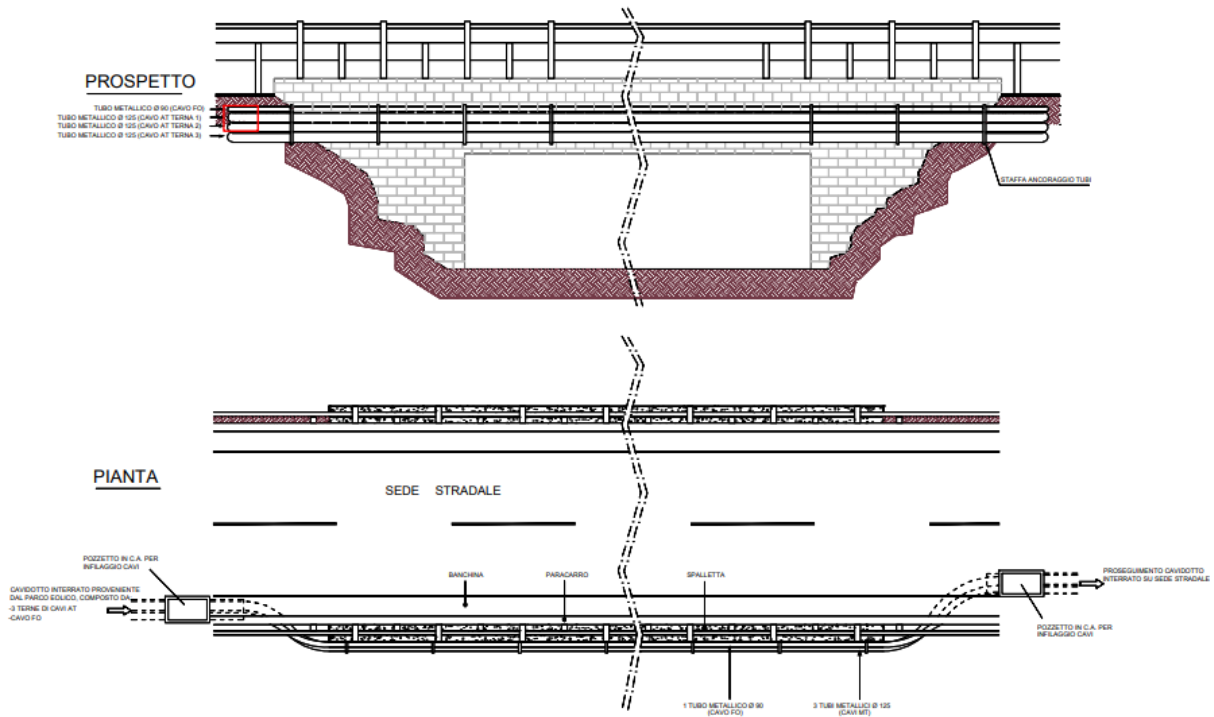 PROSPETTO
TUBO METALLICO Ø 90 (CAVO FO)
TUBO METALLICO Ø 125 (CAVO AT TERNA 1)
TUBO METALLICO Ø 125 (CAVO AT TERNA 2)
TUBO METALLICO Ø 125 (CAVO AT TERNA 3)
STAFFA ANCORAGGIO TUBI
PIANTA
SEDE STRADALE
POZZETTO IN C.A. PER
INFILAGGIO CAVI
CAVIDOTTO INTERRATO PROVENIENTE
DAL PARCO EOLICO, COMPOSTO DA:
-3 TERNE DI CAVI AT
-CAVO FO
BANCHINA
PARACARRO
SPALLETTA
PROSEGUIMENTO CAVIDOTTO
INTERRATO SU SEDE STRADALE
POZZETTO IN C.A. PER
INFILAGGIO CAVI
1 TUBO METALLICO Ø 90
(CAVO FO)
3 TUBI METALLICI Ø 125
(CAVI MT)